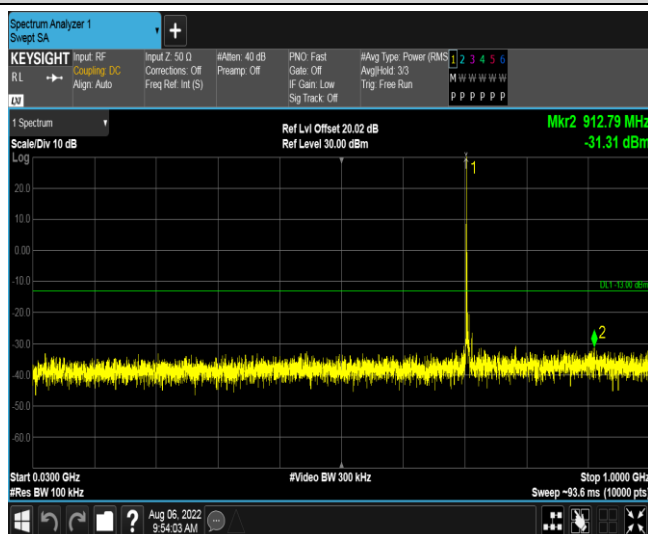 Spectrum Analyzer 1
Swept SA
+
KEYSIGHT
RL
LXI
Input: RF
Coupling: DC
Align: Auto
Input Z: 50 Ω
Corrections: Off
Freq Ref: Int (S)
#Atten: 40 dB
Preamp: Off
PNO: Fast
Gate: Off
IF Gain: Low
Sig Track: Off
#Avg Type: Power (RMS
Avg|Hold: 3/3
Trig: Free Run
1 2 3 4 5 6
M W W W W W
P P P P P P
1 Spectrum
Scale/Div 10 dB
Ref Lvl Offset 20.02 dB
Ref Level 30.00 dBm
Mkr2 912.79 MHz
-31.31 dBm
Log
1
20.0
10.0
0.00
-10.0
DL1 -13.00 dBm
-20.0
2
-30.0
-40.0
-50.0
-60.0
Start 0.0300 GHz
#Res BW 100 kHz
#Video BW 300 kHz
Stop 1.0000 GHz
Sweep ~93.6 ms (10000 pts)
?
Aug 06, 2022
9:54:03 AM